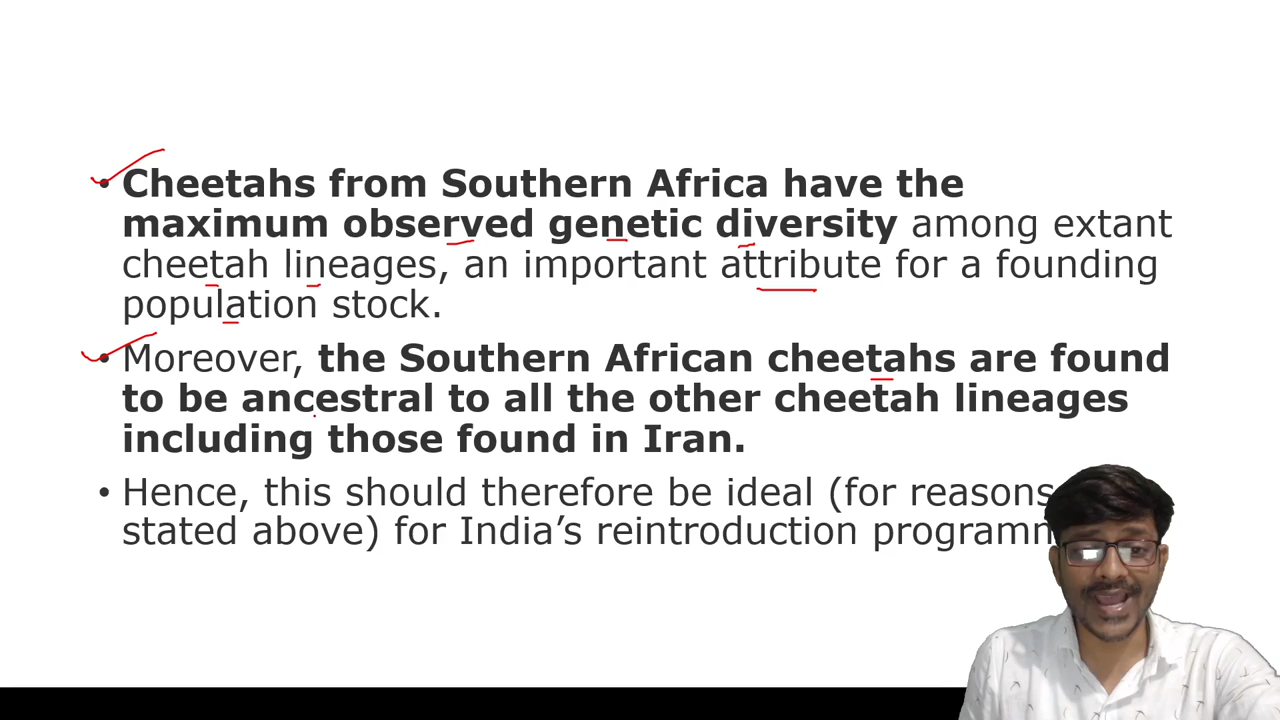 • Cheetahs from Southern Africa have the
maximum observed genetic diversity among extant
cheetah lineages, an important attribute for a founding
population stock.
• Moreover, the Southern African cheetahs are found
to be ancestral to all the other cheetah lineages
including those found in Iran.
• Hence, this should therefore be ideal (for reasons
stated above) for India’s reintroduction